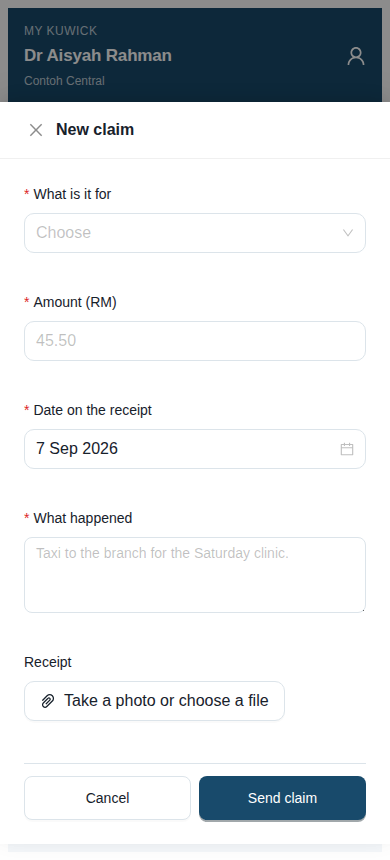 MY KUWICK
Dr Aisyah Rahman
Contoh Central
New claim
* What is it for
Choose
* Amount (RM)
45.50
* Date on the receipt
7 Sep 2026
* What happened
Taxi to the branch for the Saturday clinic.
Receipt
Take a photo or choose a file
Cancel
Send claim